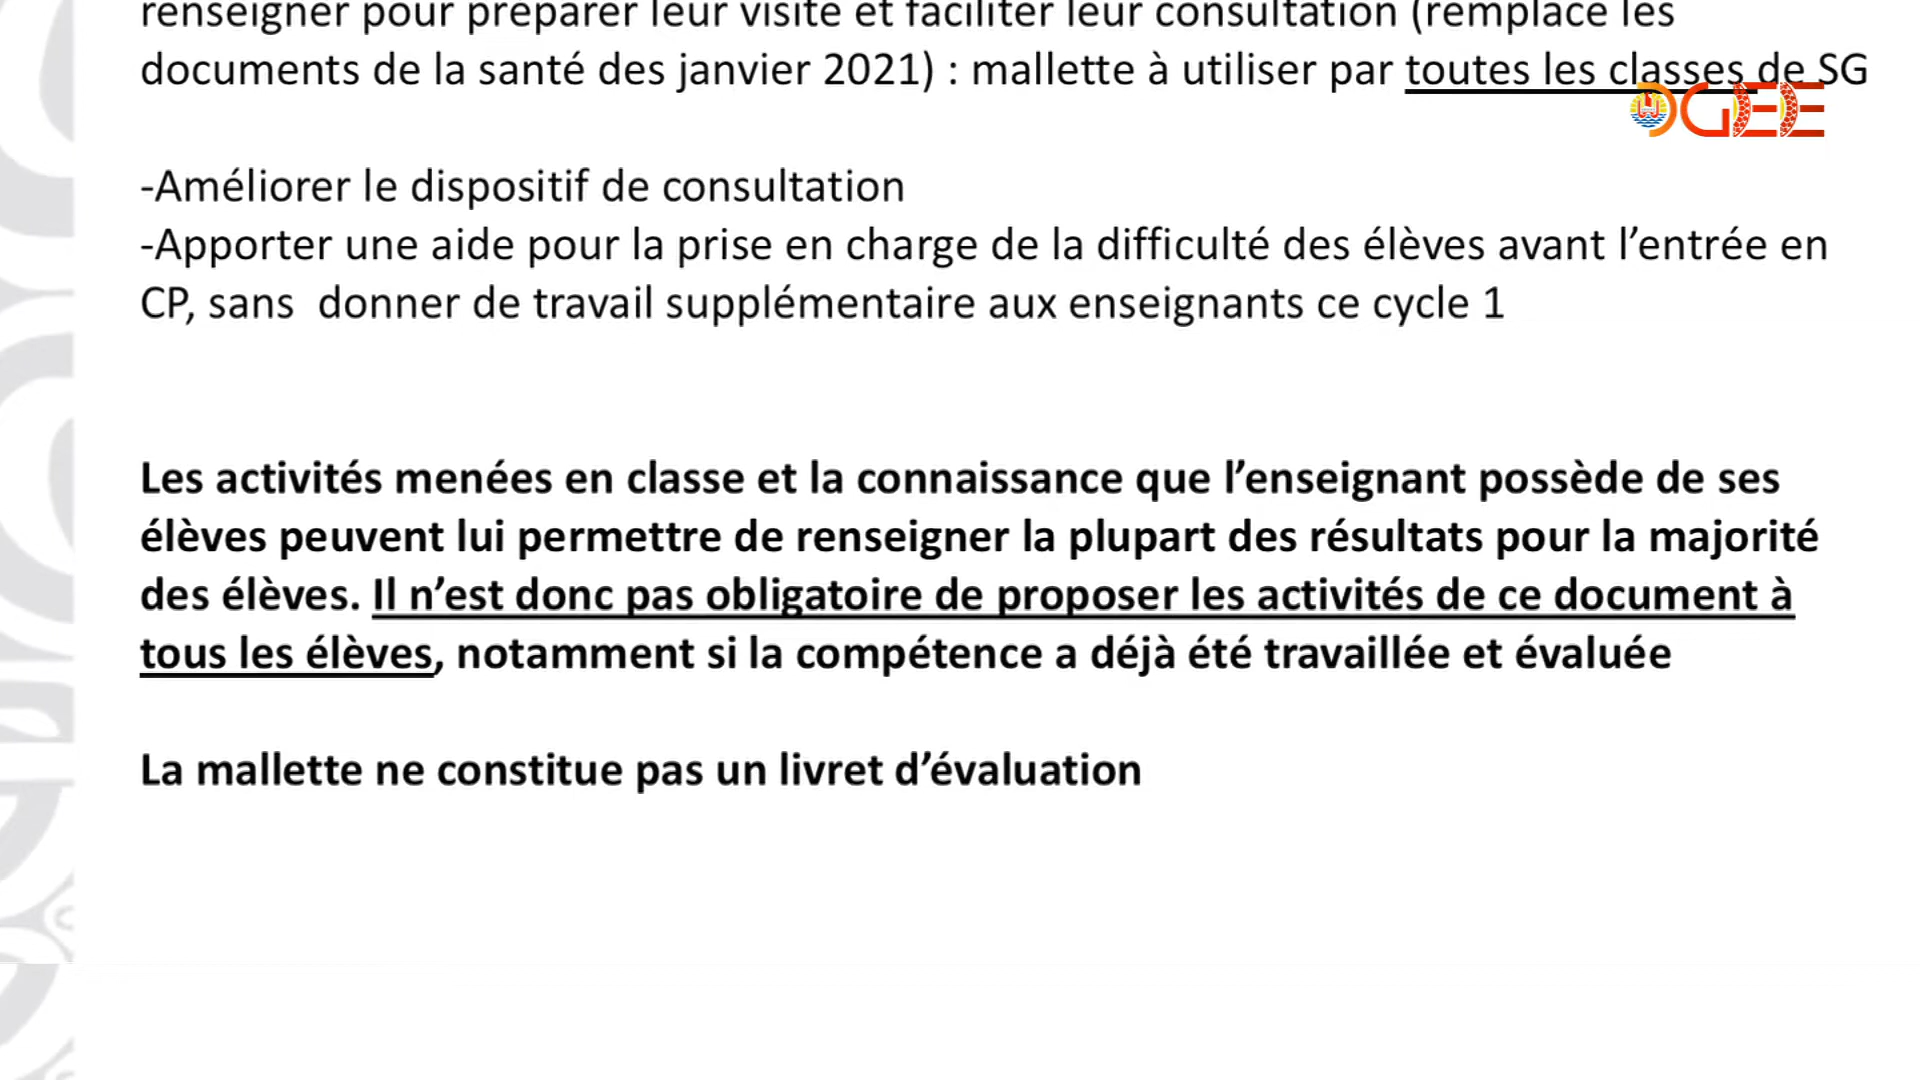 renseigner pour préparer leur visite et faciliter leur consultation (remplace les
documents de la santé des janvier 2021) : mallette à utiliser par toutes les classes de SG
DGEE
-Améliorer le dispositif de consultation
-Apporter une aide pour la prise en charge de la difficulté des élèves avant l’entrée en
CP, sans  donner de travail supplémentaire aux enseignants ce cycle 1
Les activités menées en classe et la connaissance que l’enseignant possède de ses
élèves peuvent lui permettre de renseigner la plupart des résultats pour la majorité
des élèves. Il n’est donc pas obligatoire de proposer les activités de ce document à
tous les élèves, notamment si la compétence a déjà été travaillée et évaluée
La mallette ne constitue pas un livret d’évaluation